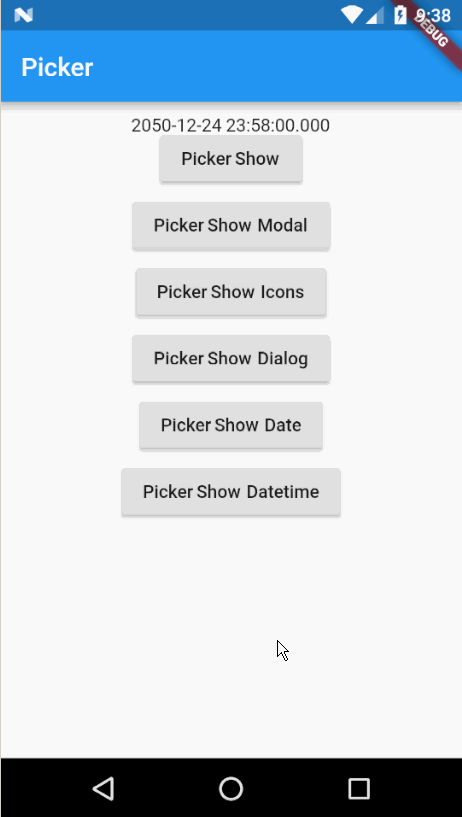 9:38
DEBUG
Picker
2050-12-24 23:58:00.000
Picker Show
Picker Show Modal
Picker Show Icons
Picker Show Dialog
Picker Show Date
Picker Show Datetime